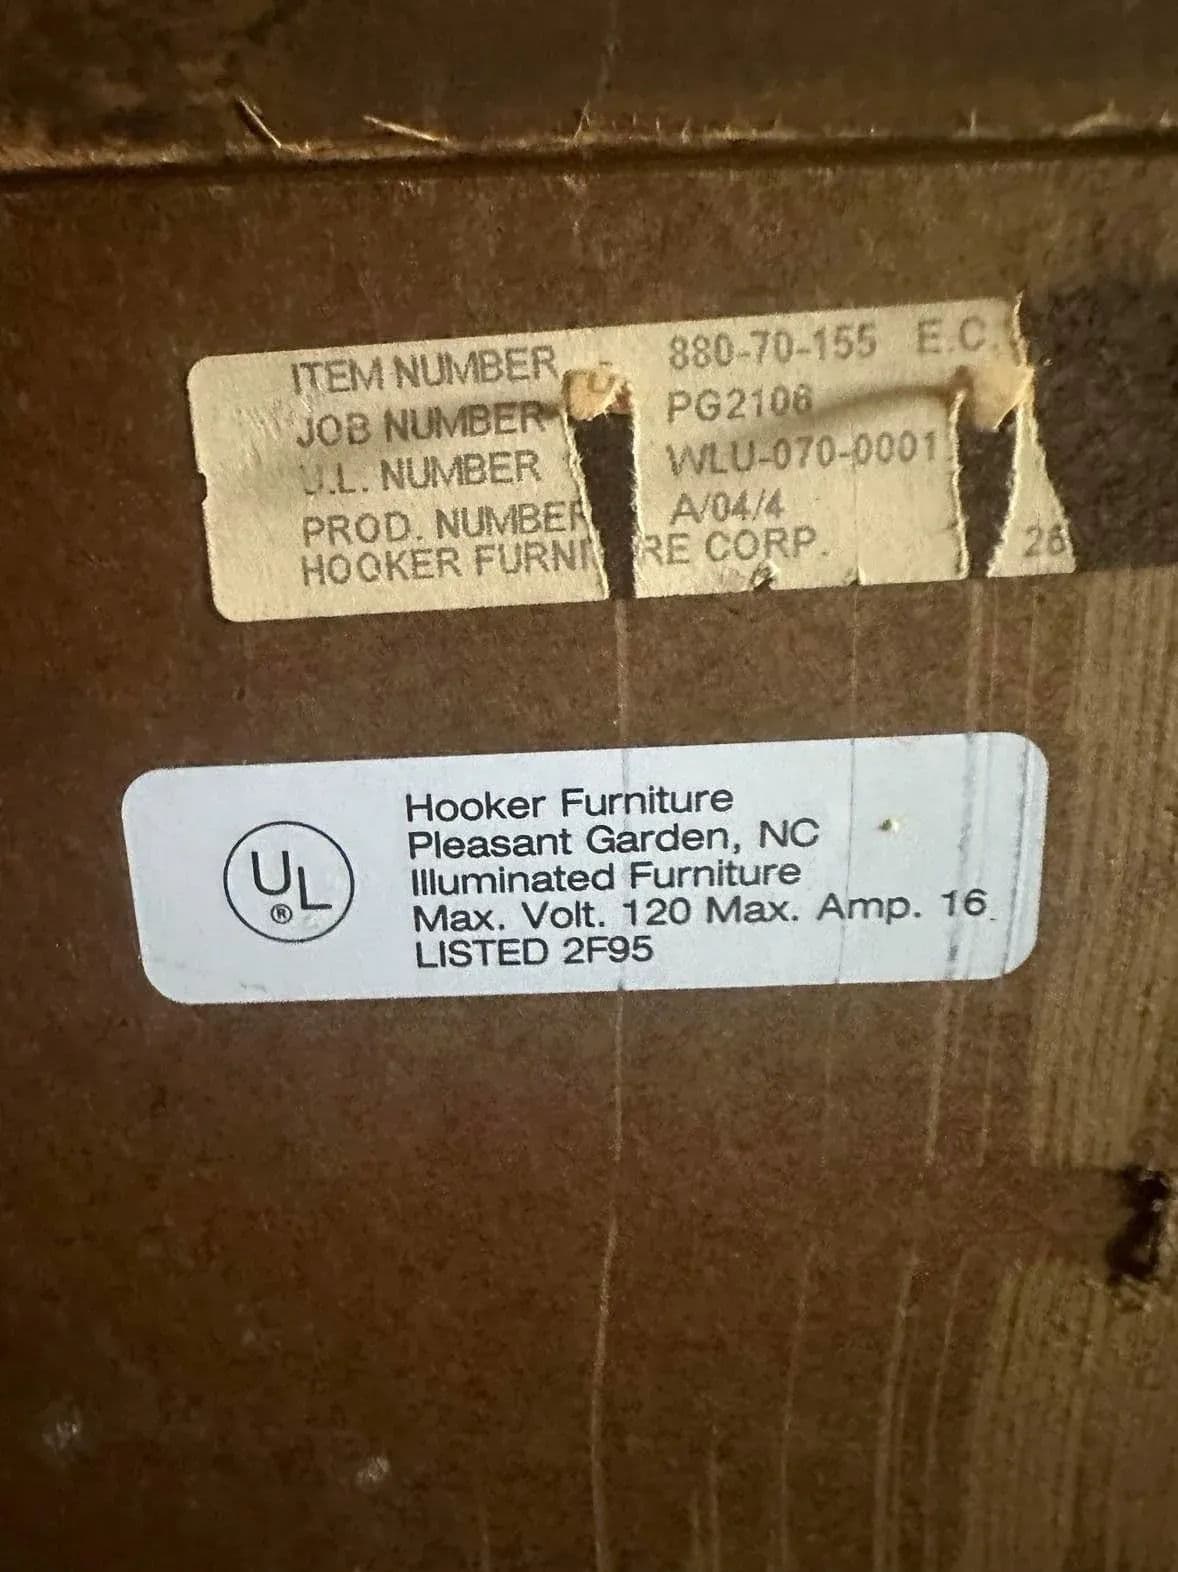 ITEM NUMBER 880-70-155 E.C.
JOB NUMBER PG2106
U.L. NUMBER WLU-070-0001
PROD. NUMBER A/04/4
HOOKER FURNI RE CORP. 26
UL
®
Hooker Furniture
Pleasant Garden, NC
Illuminated Furniture
Max. Volt. 120 Max. Amp. 16
LISTED 2F95